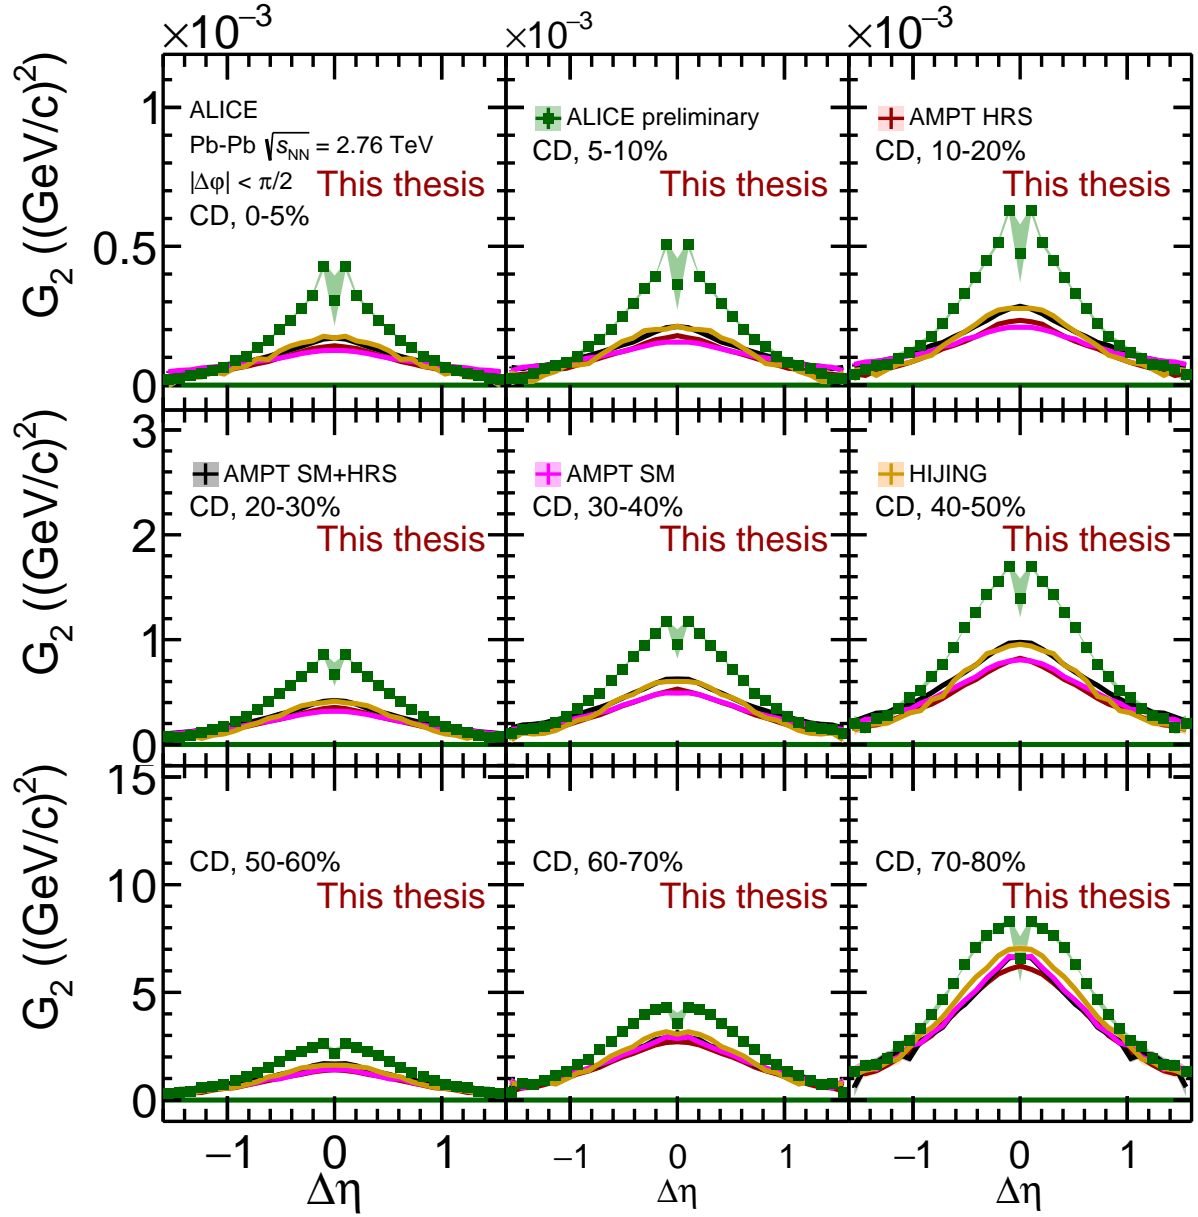 ×10⁻³ ×10⁻³ ×10⁻³
G₂ ((GeV/c)²)
1
0.5
0
ALICE
Pb-Pb √sNN = 2.76 TeV
|Δφ| < π/2
This thesis
CD, 0-5%
ALICE preliminary
CD, 5-10%
This thesis
AMPT HRS
CD, 10-20%
This thesis
G₂ ((GeV/c)²)
3
2
1
0
AMPT SM+HRS
CD, 20-30%
This thesis
AMPT SM
CD, 30-40%
This thesis
HIJING
CD, 40-50%
This thesis
G₂ ((GeV/c)²)
15
10
5
0
CD, 50-60%
This thesis
CD, 60-70%
This thesis
CD, 70-80%
This thesis
−1 0 1 −1 0 1 −1 0 1
Δη Δη Δη